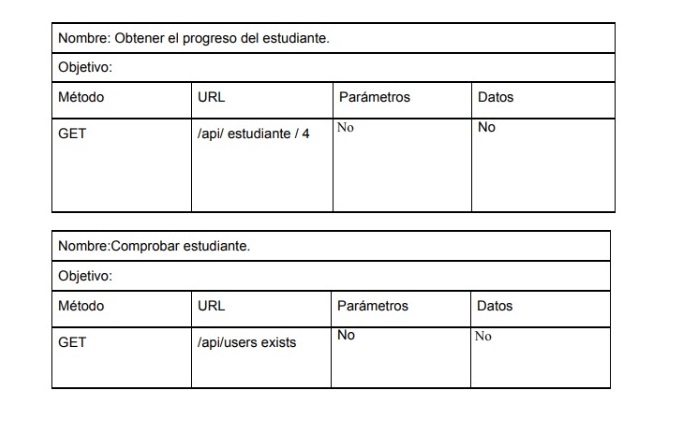 Nombre: Obtener el progreso del estudiante.
Objetivo:
Método URL Parámetros Datos
GET /api/ estudiante / 4 No No
Nombre:Comprobar estudiante.
Objetivo:
Método URL Parámetros Datos
GET /api/users exists No No